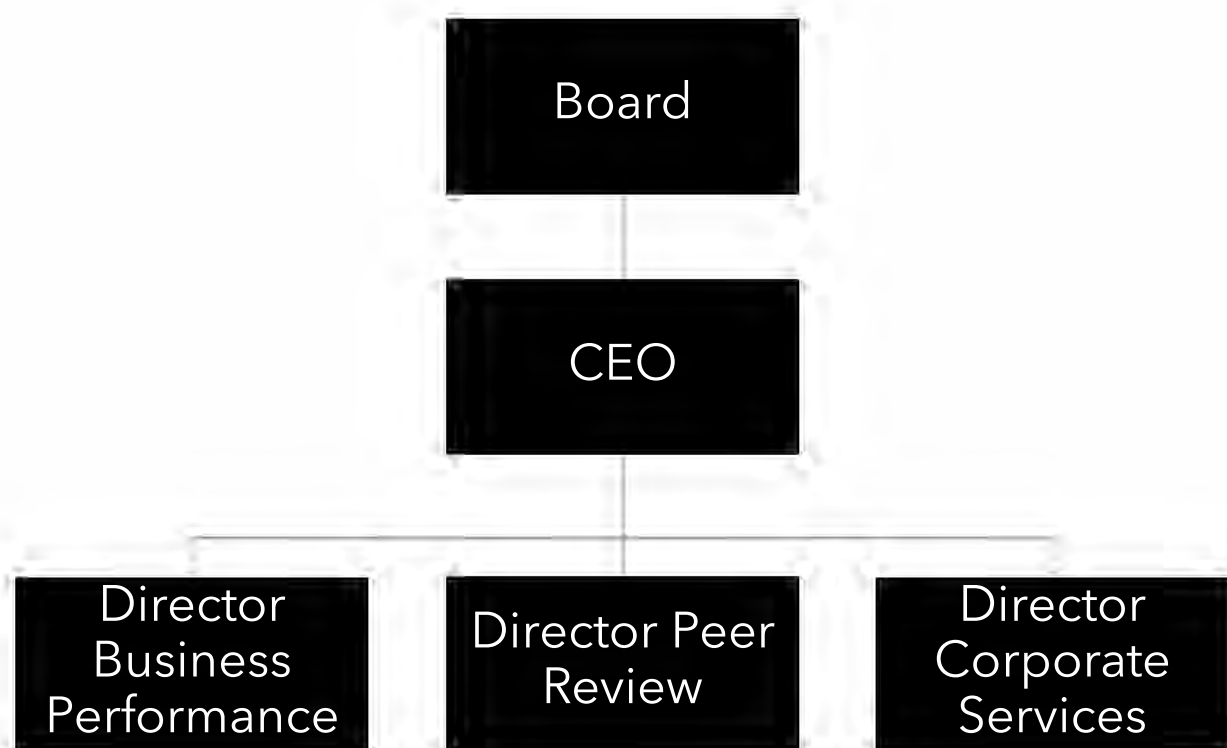 Board
CEO
Director
Business
Performance
Director Peer
Review
Director
Corporate
Services